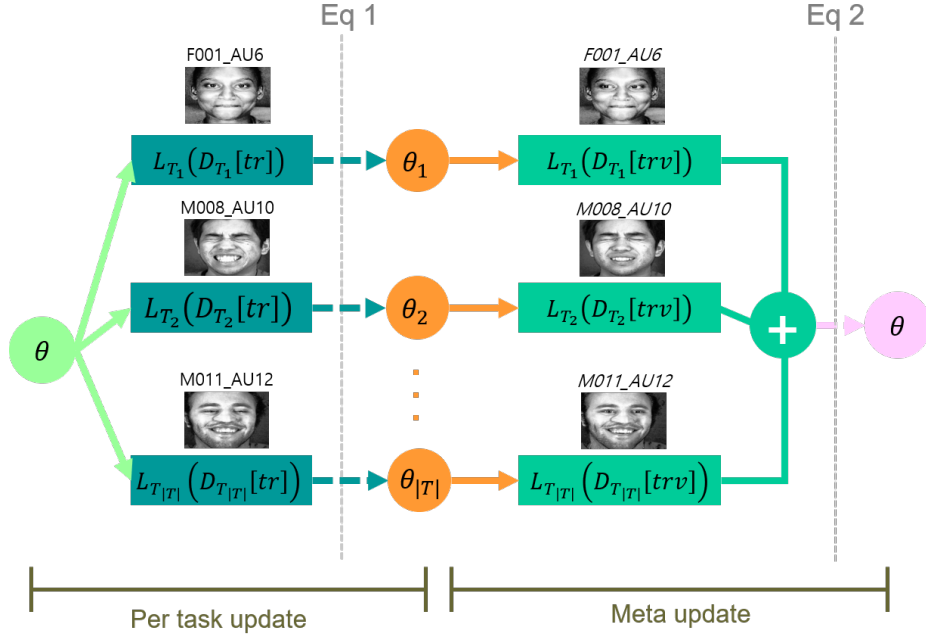 Eq 1
Eq 2
F001_AU6
F001_AU6
L_{T_1}(D_{T_1}[tr])
θ_1
L_{T_1}(D_{T_1}[trv])
M008_AU10
M008_AU10
θ
L_{T_2}(D_{T_2}[tr])
θ_2
L_{T_2}(D_{T_2}[trv])
+
θ
M011_AU12
M011_AU12
L_{T_{|T|}}(D_{T_{|T|}}[tr])
θ_{|T|}
L_{T_{|T|}}(D_{T_{|T|}}[trv])
Per task update
Meta update